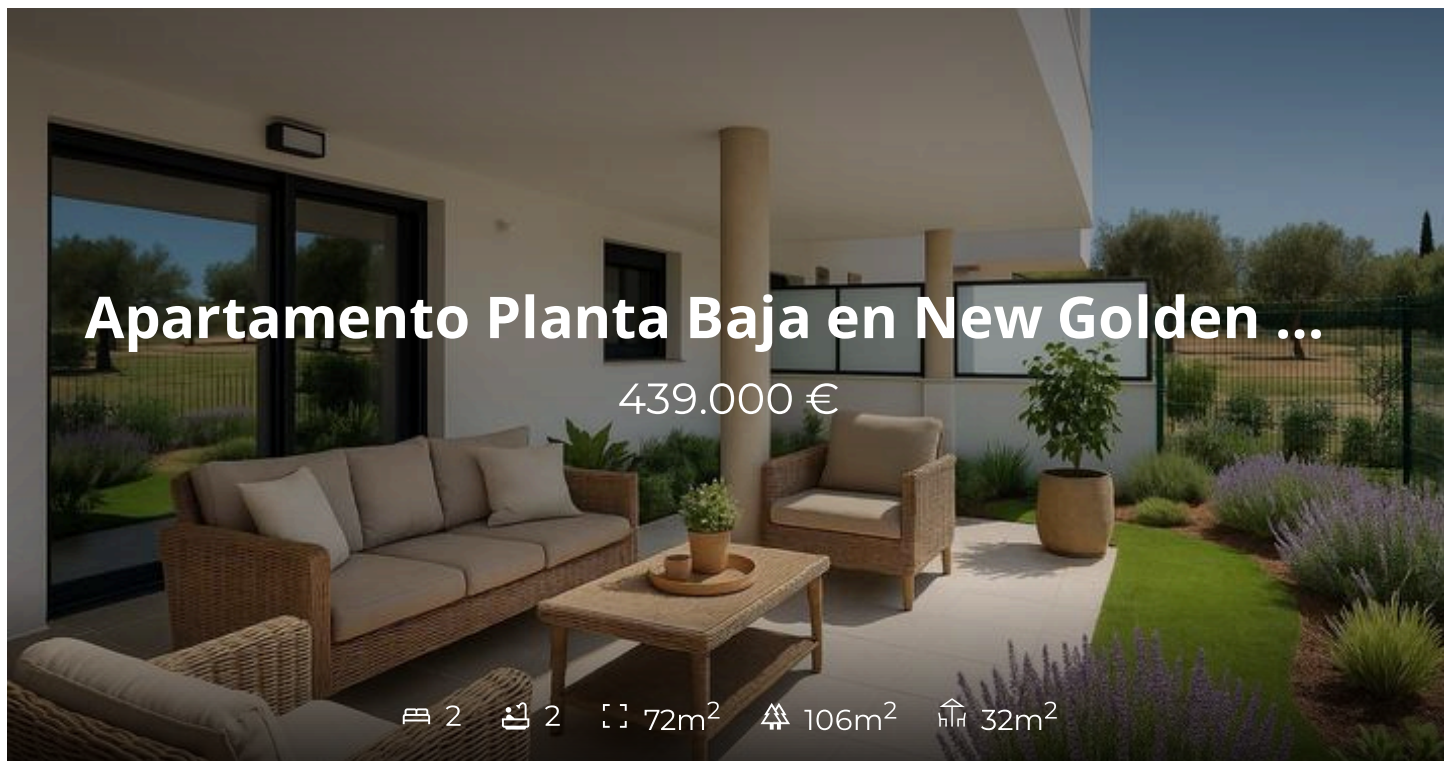 Apartamento Planta Baja en New Golden ...
439.000 €
2 2 72m² 106m² 32m²